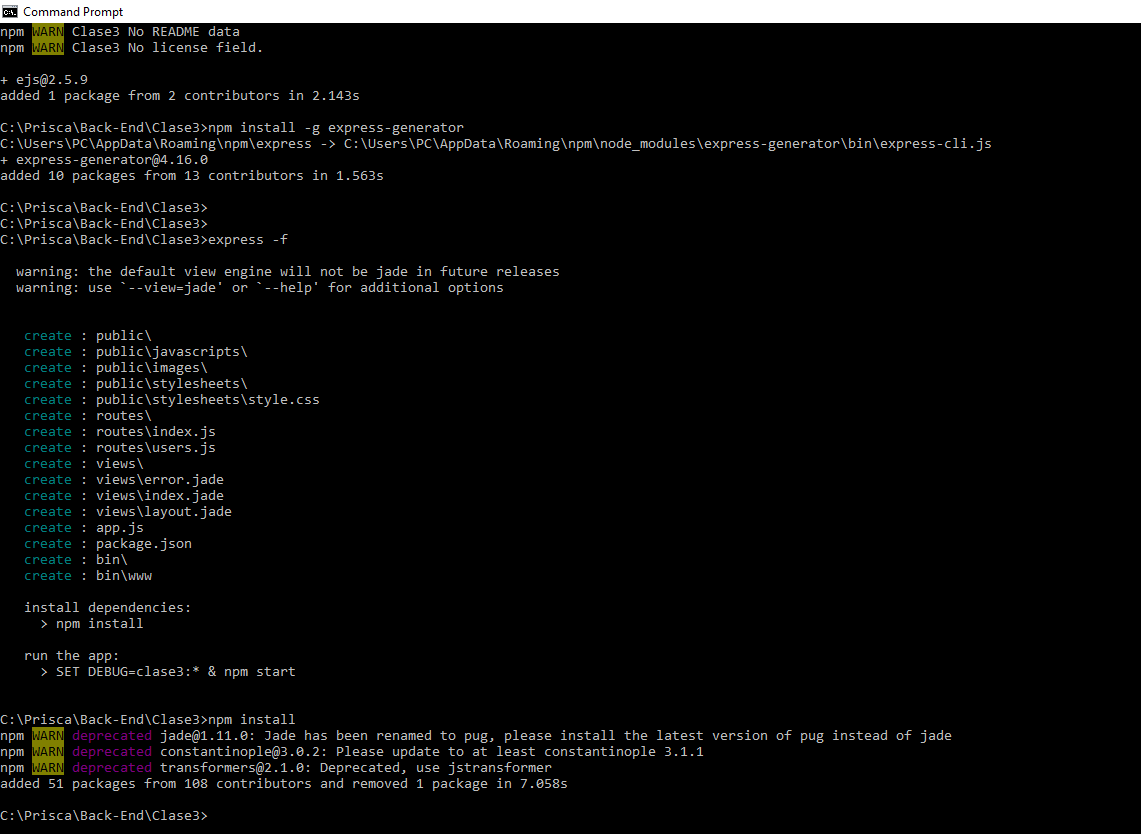 Command Prompt
npm WARN Clase3 No README data
npm WARN Clase3 No license field.
+ ejs@2.5.9
added 1 package from 2 contributors in 2.143s
C:\Prisca\Back-End\Clase3>npm install -g express-generator
C:\Users\PC\AppData\Roaming\npm\express -> C:\Users\PC\AppData\Roaming\npm\node_modules\express-generator\bin\express-cli.js
+ express-generator@4.16.0
added 10 packages from 13 contributors in 1.563s
C:\Prisca\Back-End\Clase3>
C:\Prisca\Back-End\Clase3>
C:\Prisca\Back-End\Clase3>express -f
warning: the default view engine will not be jade in future releases
warning: use `--view=jade' or `--help' for additional options
create : public\
create : public\javascripts\
create : public\images\
create : public\stylesheets\
create : public\stylesheets\style.css
create : routes\
create : routes\index.js
create : routes\users.js
create : views\
create : views\error.jade
create : views\index.jade
create : views\layout.jade
create : app.js
create : package.json
create : bin\
create : bin\www
install dependencies:
> npm install
run the app:
> SET DEBUG=clase3:* & npm start
C:\Prisca\Back-End\Clase3>npm install
npm WARN deprecated jade@1.11.0: Jade has been renamed to pug, please install the latest version of pug instead of jade
npm WARN deprecated constantinople@3.0.2: Please update to at least constantinople 3.1.1
npm WARN deprecated transformers@2.1.0: Deprecated, use jstransformer
added 51 packages from 108 contributors and removed 1 package in 7.058s
C:\Prisca\Back-End\Clase3>